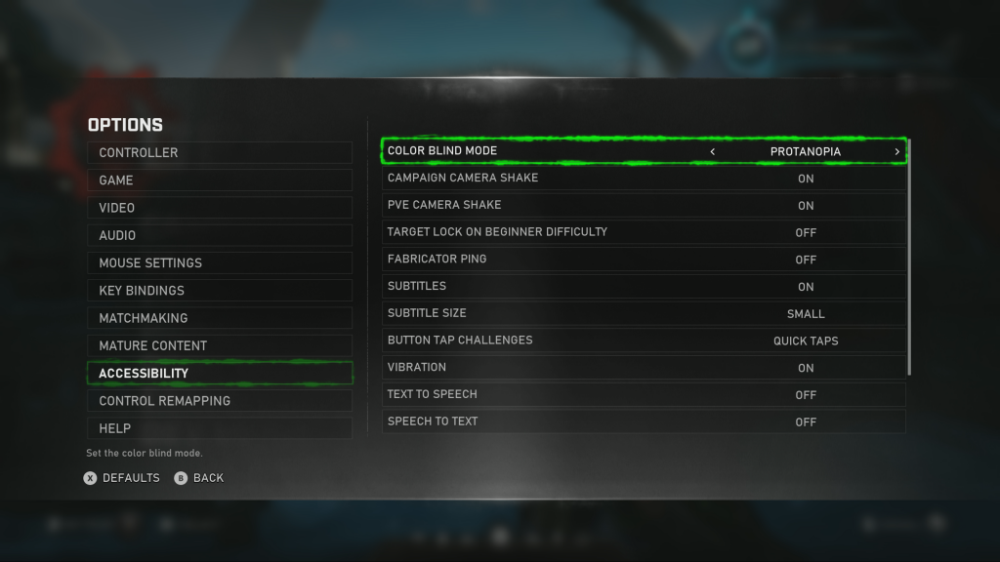 OPTIONS
CONTROLLER
GAME
VIDEO
AUDIO
MOUSE SETTINGS
KEY BINDINGS
MATCHMAKING
MATURE CONTENT
ACCESSIBILITY
CONTROL REMAPPING
HELP
COLOR BLIND MODE < PROTANOPIA >
CAMPAIGN CAMERA SHAKE ON
PVE CAMERA SHAKE ON
TARGET LOCK ON BEGINNER DIFFICULTY OFF
FABRICATOR PING OFF
SUBTITLES ON
SUBTITLE SIZE SMALL
BUTTON TAP CHALLENGES QUICK TAPS
VIBRATION ON
TEXT TO SPEECH OFF
SPEECH TO TEXT OFF
Set the color blind mode.
X DEFAULTS B BACK